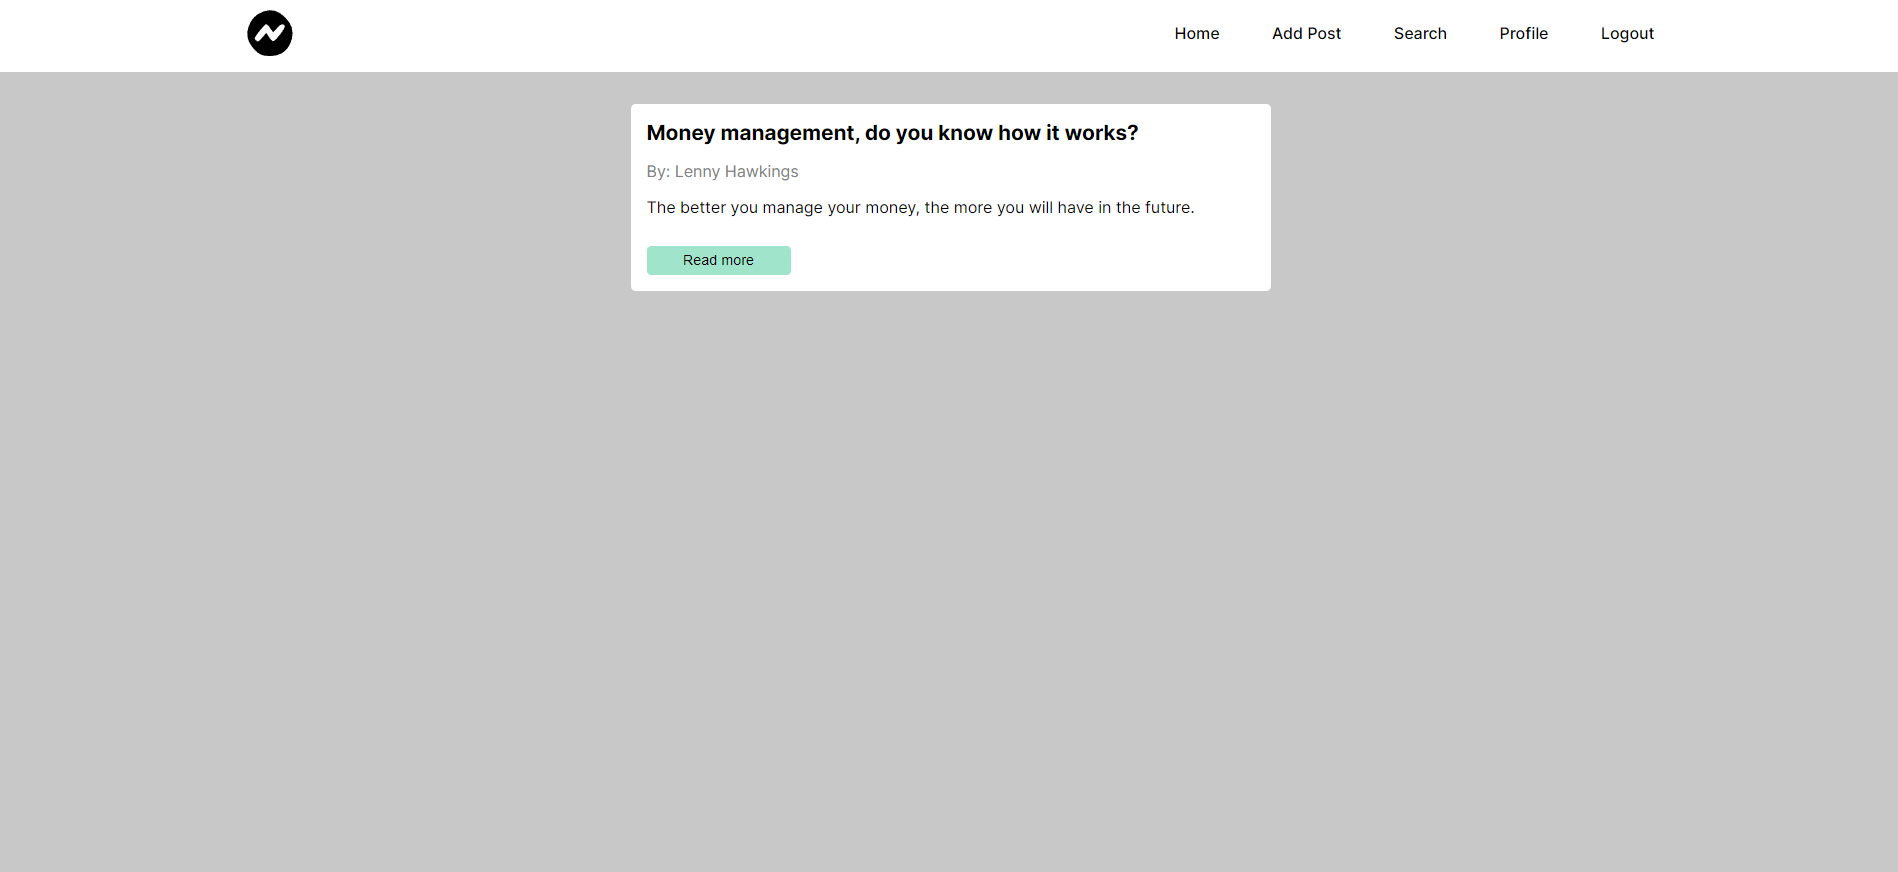 Home Add Post Search Profile Logout
Money management, do you know how it works?
By: Lenny Hawkings
The better you manage your money, the more you will have in the future.
Read more